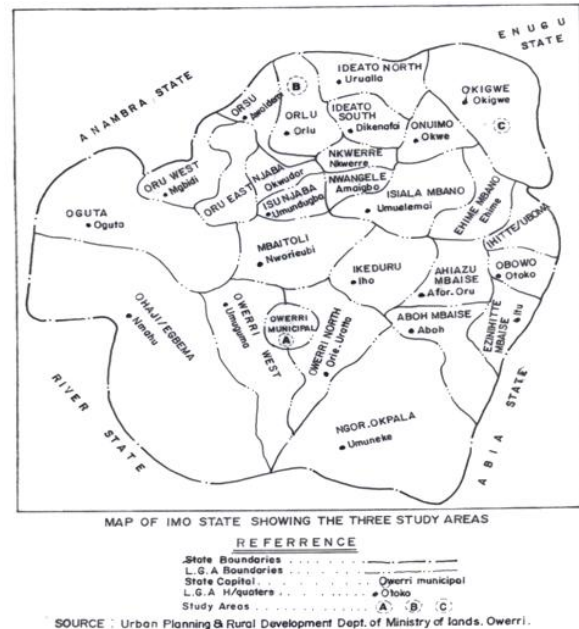 ENUGU
STATE
ANAMBRA STATE
IDEATO NORTH
Urualla
OKIGWE
Okigwe
B
C
ORSU
Awoidemi
ORLU
Orlu
IDEATO
SOUTH
Dikenafai
ONUIMO
Okwe
ORU WEST
Mgbidi
ORU EAST
NJABA
Okwudor
NKWERRE
Nkwerre
NWANGELE
Amaigbo
ISU NJABA
Umundugba
ISIALA MBANO
Umuelemai
EHIME MBANO
Ehime
IHITTE/UBOMA
OGUTA
Oguta
MBAITOLI
Nworieubi
IKEDURU
Iho
AHIAZU
MBAISE
Afor.Oru
OBOWO
Otoko
OHAJI/EGBEMA
Nmahu
OWERRI
WEST
Umuguma
OWERRI
MUNICIPAL
A
OWERRI NORTH
Orie.Uratta
ABOH MBAISE
Aboh
EZINIHITTE
MBAISE
Itu
NGOR.OKPALA
Umuneke
RIVER
STATE
ABIA STATE
MAP OF IMO STATE SHOWING THE THREE STUDY AREAS
REFERRENCE
State Boundaries
L.G.A Boundaries
State Capital Owerri municipal
L.G.A H/quaters Otoko
Study Areas A B C
SOURCE : Urban Planning & Rural Development Dept. of Ministry of lands. Owerri.